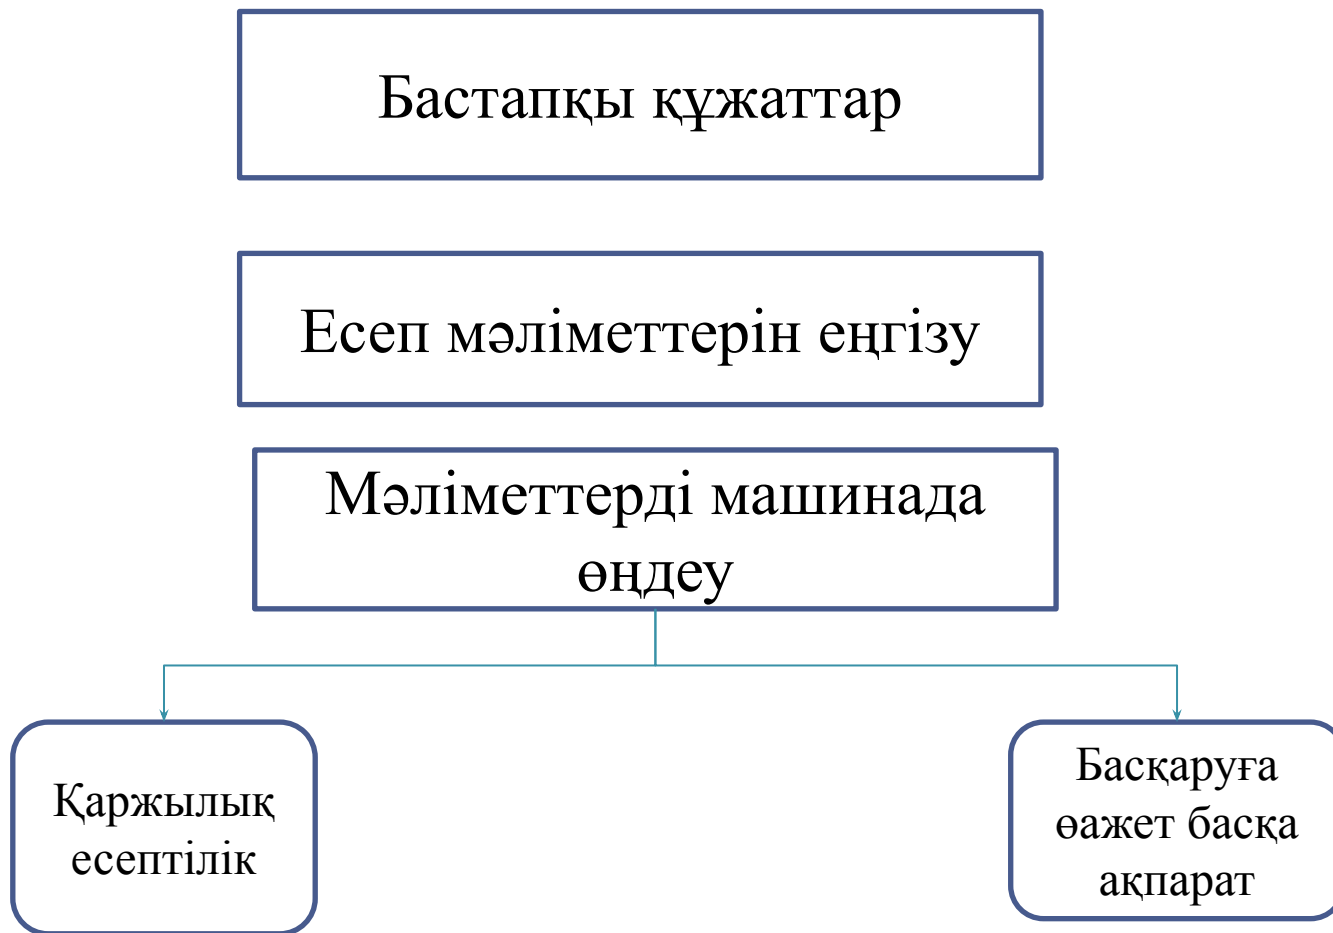 Бастапқы құжаттар
Есеп мәліметтерін еңгізу
Мәліметтерді машинада
өңдеу
Қаржылық
есептілік
Басқаруға
өажет басқа
ақпарат